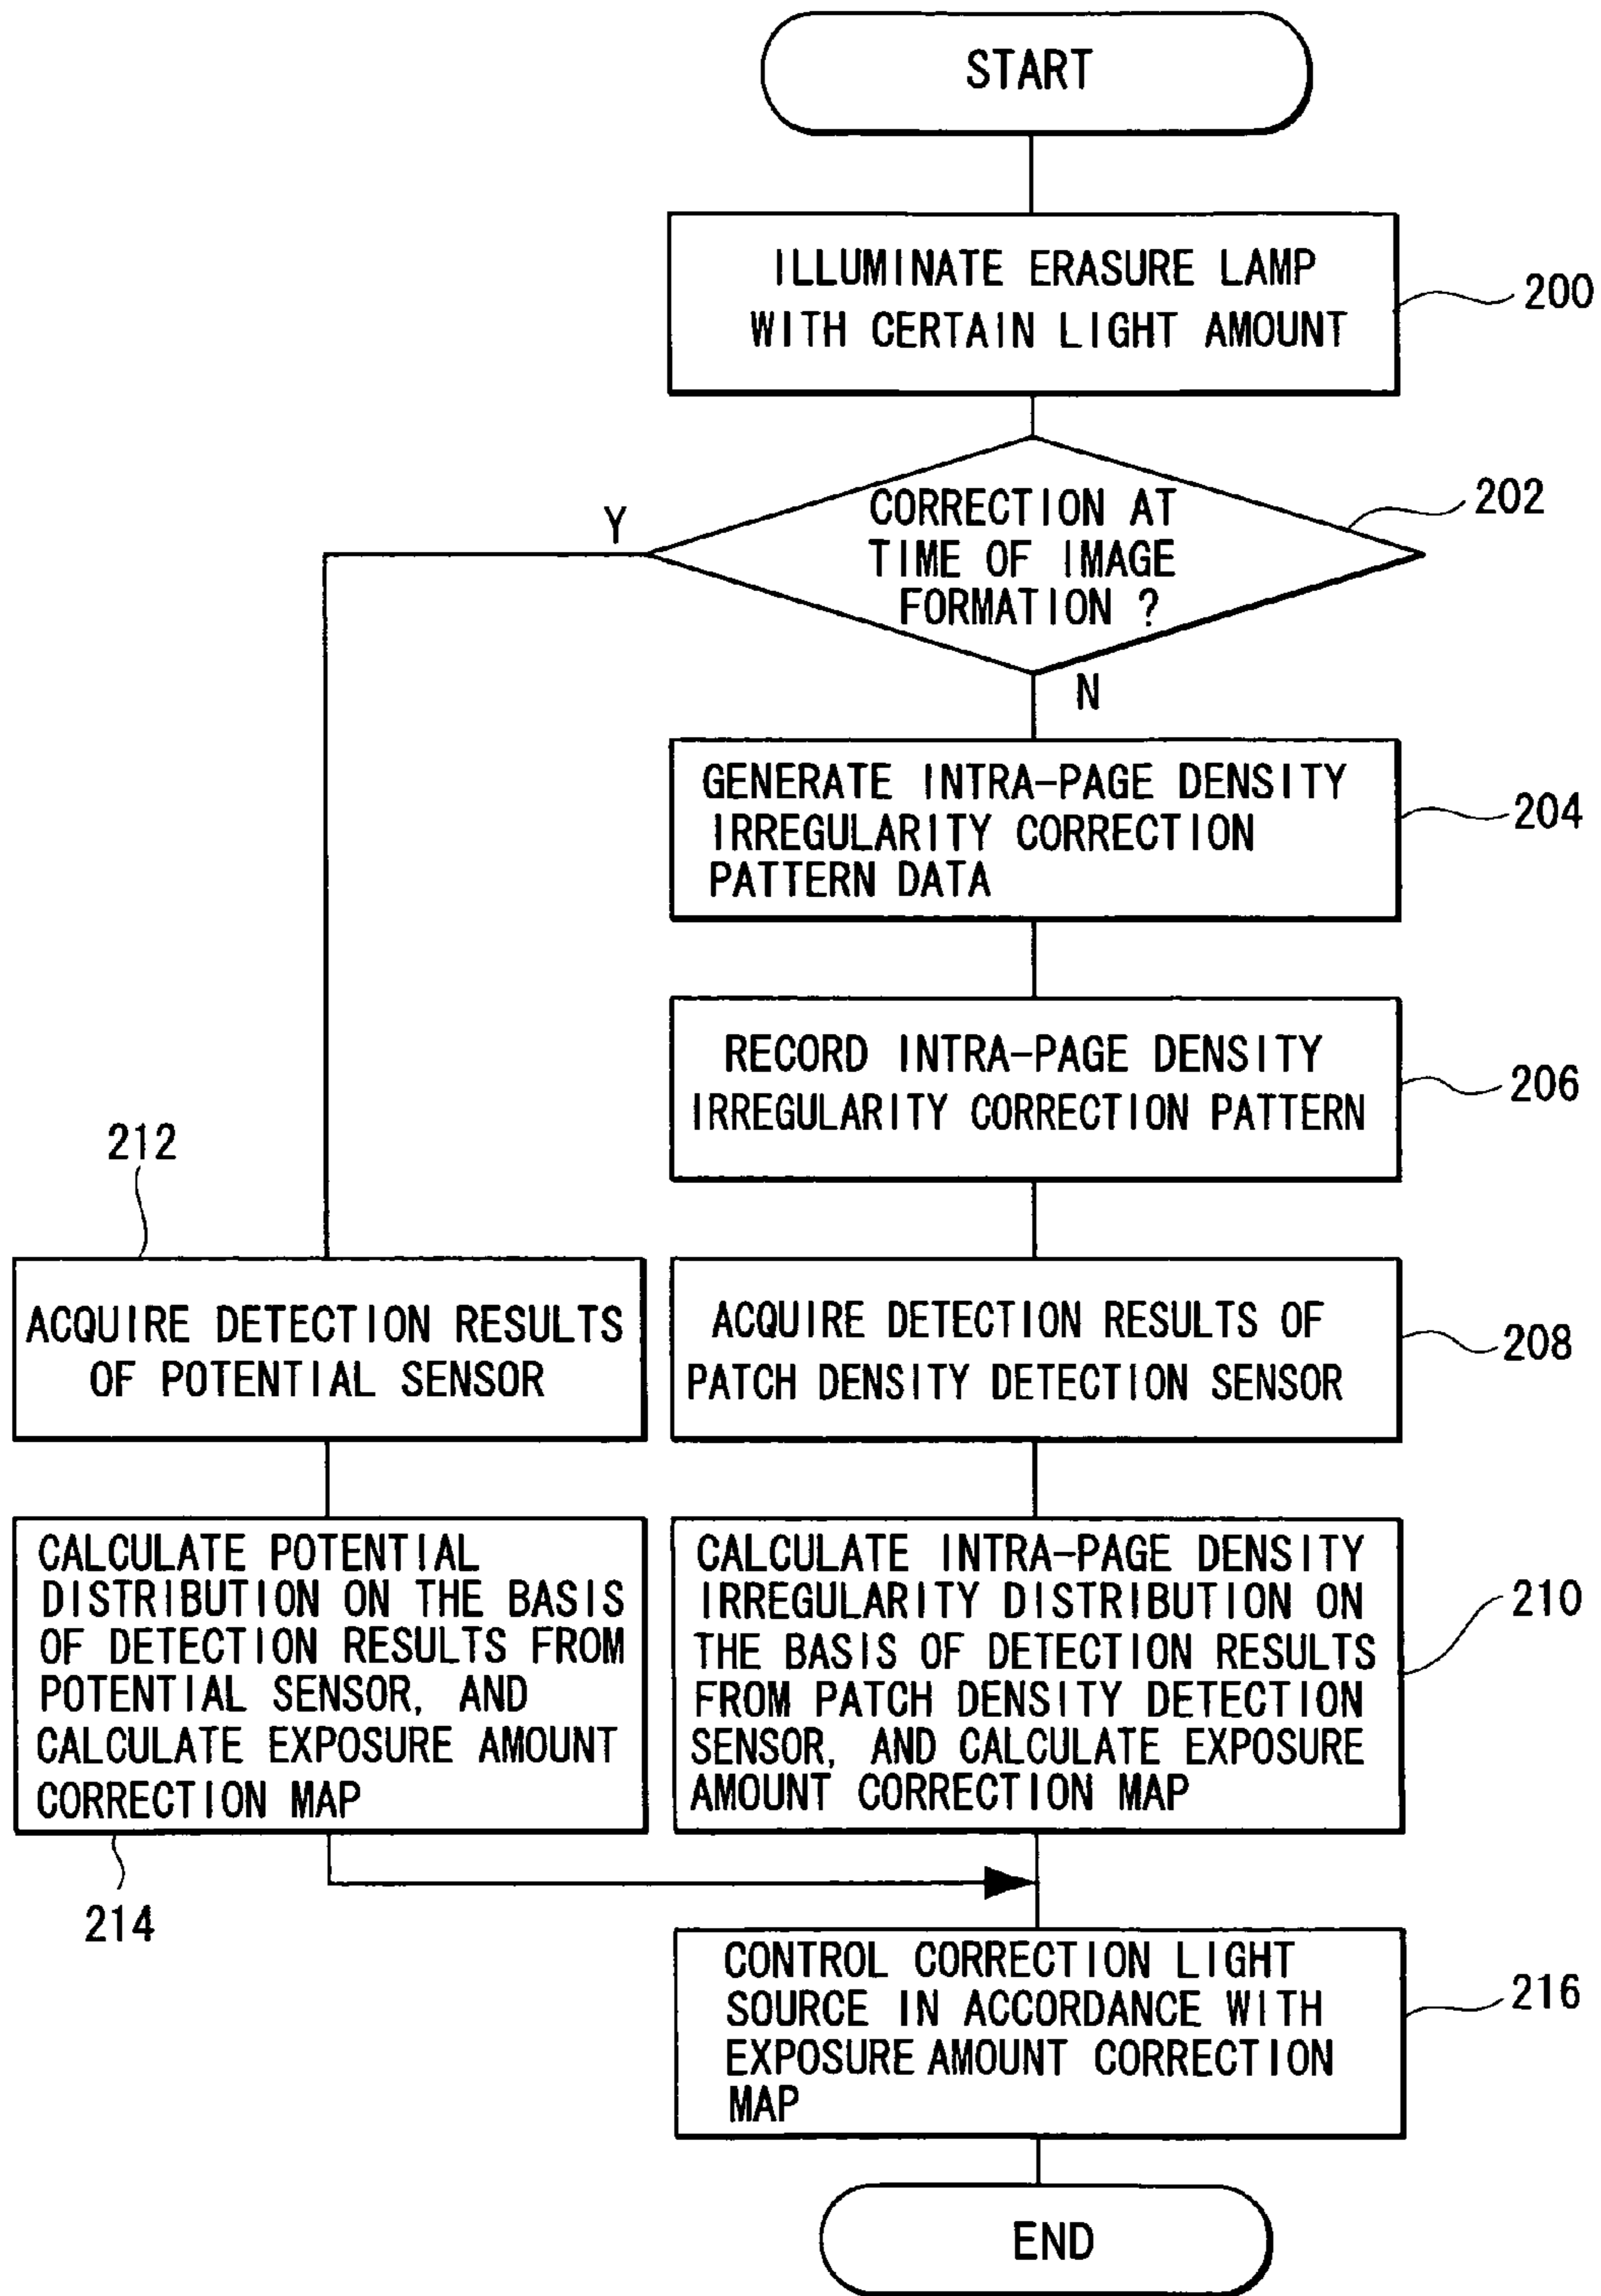 START
ILLUMINATE ERASURE LAMP
WITH CERTAIN LIGHT AMOUNT
200
CORRECTION AT
TIME OF IMAGE
FORMATION ?
202
Y
N
GENERATE INTRA-PAGE DENSITY
IRREGULARITY CORRECTION
PATTERN DATA
204
RECORD INTRA-PAGE DENSITY
IRREGULARITY CORRECTION PATTERN
206
212
ACQUIRE DETECTION RESULTS
OF POTENTIAL SENSOR
ACQUIRE DETECTION RESULTS OF
PATCH DENSITY DETECTION SENSOR
208
CALCULATE POTENTIAL
DISTRIBUTION ON THE BASIS
OF DETECTION RESULTS FROM
POTENTIAL SENSOR, AND
CALCULATE EXPOSURE AMOUNT
CORRECTION MAP
214
CALCULATE INTRA-PAGE DENSITY
IRREGULARITY DISTRIBUTION ON
THE BASIS OF DETECTION RESULTS
FROM PATCH DENSITY DETECTION
SENSOR, AND CALCULATE EXPOSURE
AMOUNT CORRECTION MAP
210
CONTROL CORRECTION LIGHT
SOURCE IN ACCORDANCE WITH
EXPOSURE AMOUNT CORRECTION
MAP
216
END